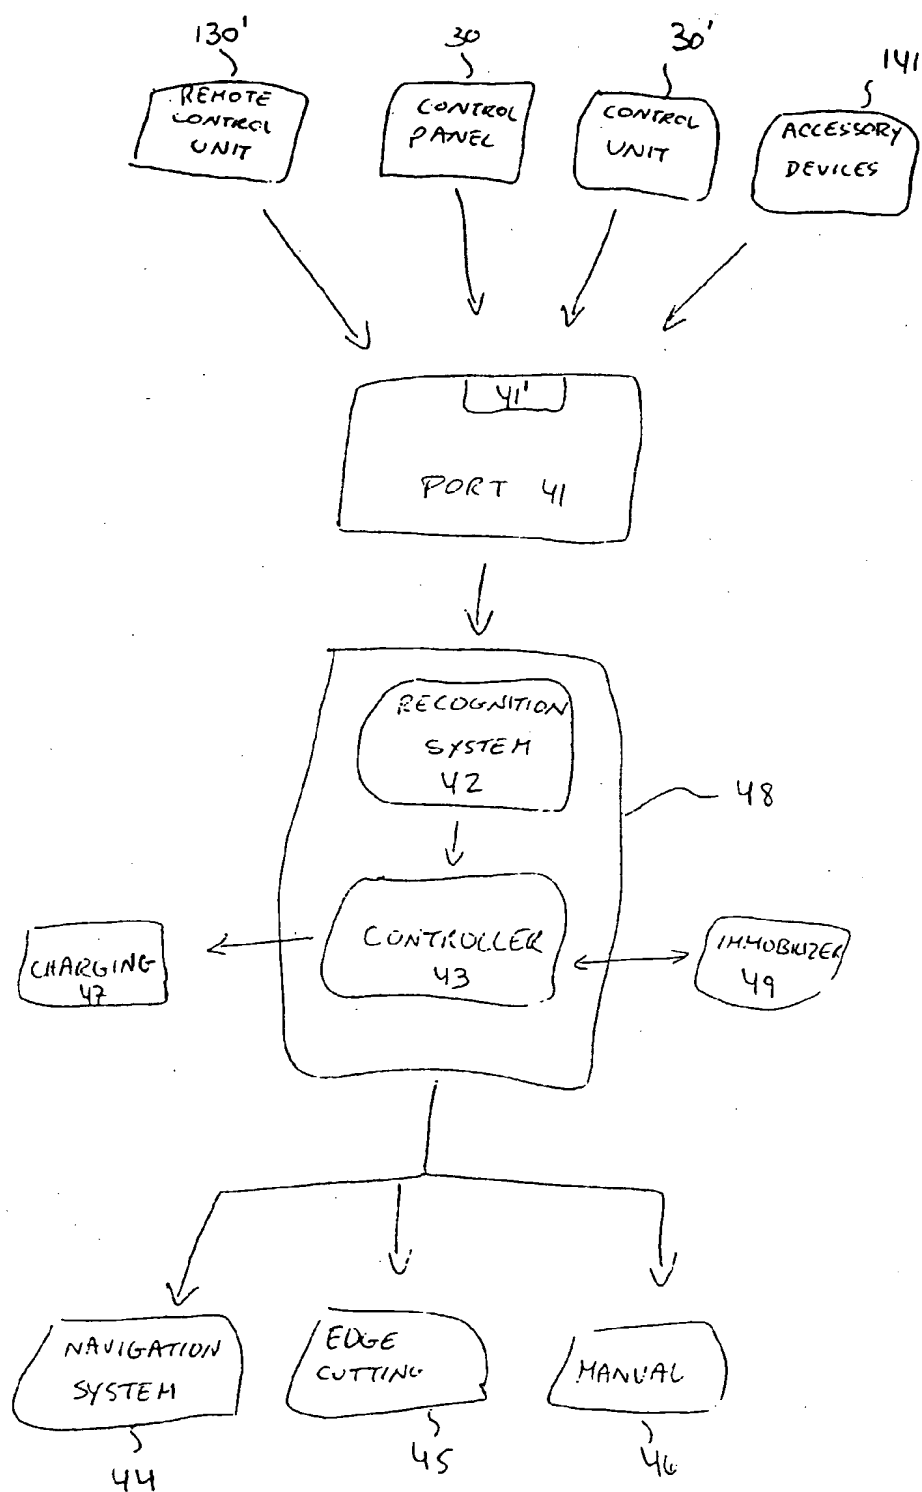 130'
30
30'
141
REMOTE
CONTROL
UNIT
CONTROL
PANEL
CONTROL
UNIT
ACCESSORY
DEVICES
41'
PORT 41
RECOGNITION
SYSTEM
42
48
CONTROLLER
43
CHARGING
47
IMMOBILIZER
49
NAVIGATION
SYSTEM
EDGE
CUTTING
MANUAL
44
45
46